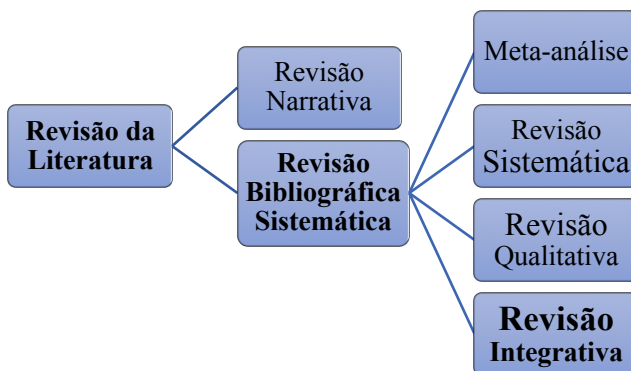 Revisão da
Literatura
Revisão
Narrativa
Revisão
Bibliográfica
Sistemática
Meta-análise
Revisão
Sistemática
Revisão
Qualitativa
Revisão
Integrativa